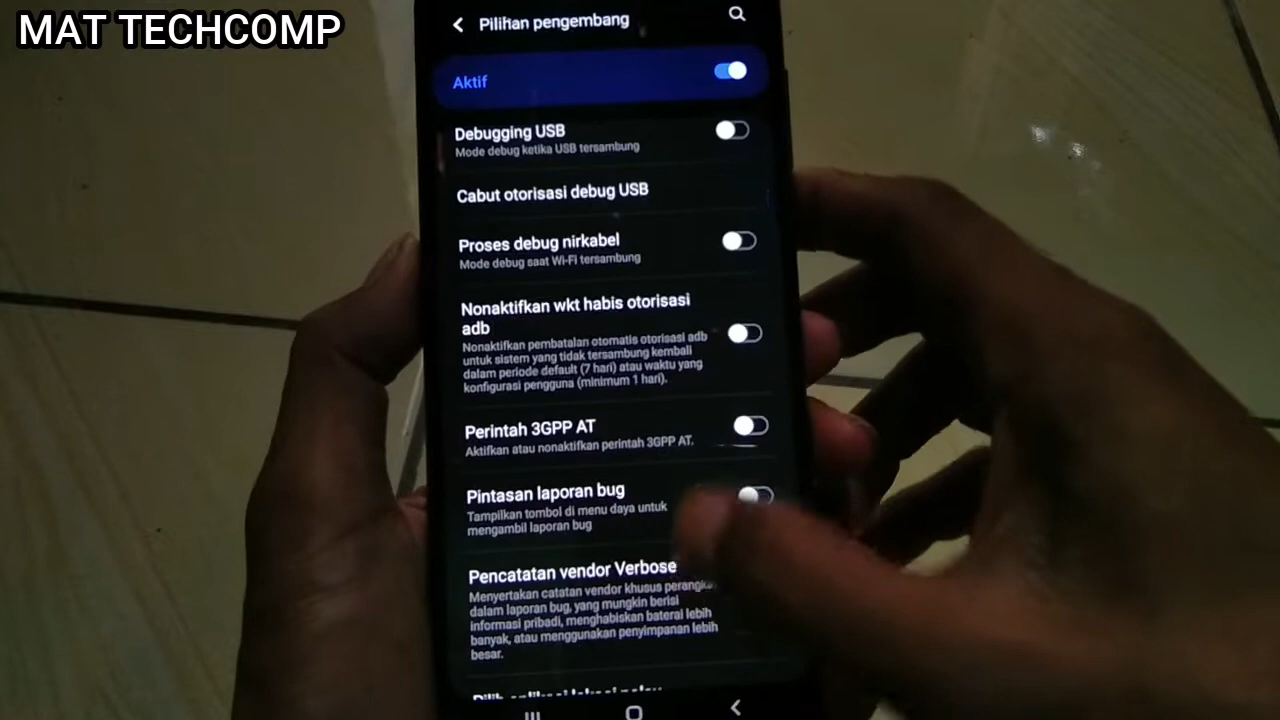 MAT TECHCOMP
Pilihan pengembang
Aktif
Debugging USB
Mode debug ketika USB tersambung
Cabut otorisasi debug USB
Proses debug nirkabel
Mode debug saat Wi-Fi tersambung
Nonaktifkan wkt habis otorisasi
adb
Nonaktifkan pembatalan otomatis otorisasi adb
untuk sistem yang tidak tersambung kembali
dalam periode default (7 hari) atau waktu yang
konfigurasi pengguna (minimum 1 hari).
Perintah 3GPP AT
Aktifkan atau nonaktifkan perintah 3GPP AT.
Pintasan laporan bug
Tampilkan tombol di menu daya untuk
mengambil laporan bug
Pencatatan vendor Verbose
Menyertakan catatan vendor khusus perangkat
dalam laporan bug, yang mungkin berisi
informasi pribadi, menghabiskan baterai lebih
banyak, atau menggunakan penyimpanan lebih
besar.